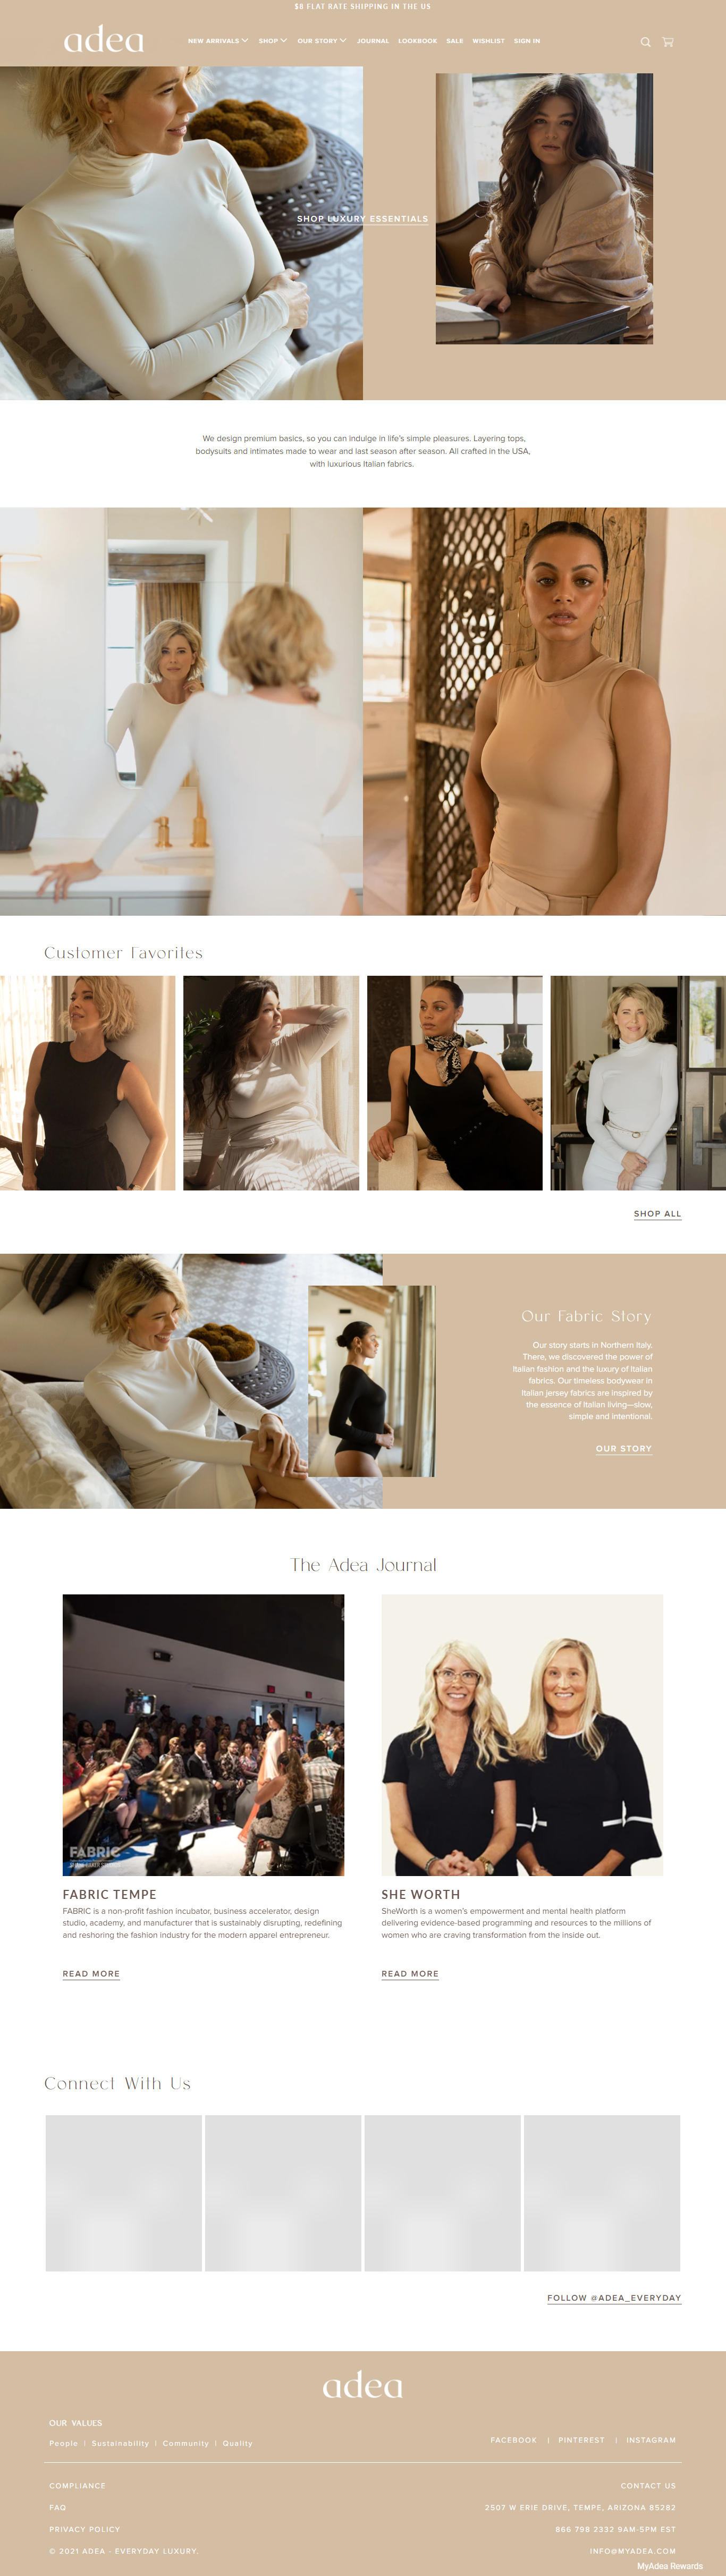 $8 FLAT RATE SHIPPING IN THE US
adea
NEW ARRIVALS SHOP OUR STORY JOURNAL LOOKBOOK SALE WISHLIST SIGN IN
SHOP LUXURY ESSENTIALS
We design premium basics, so you can indulge in life's simple pleasures. Layering tops,
bodysuits and intimates made to wear and last season after season. All crafted in the USA,
with luxurious Italian fabrics.
Customer Favorites
SHOP ALL
Our Fabric Story
Our story starts in Northern Italy.
There, we discovered the power of
Italian fashion and the luxury of Italian
fabrics. Our timeless bodywear in
Italian jersey fabrics are inspired by
the essence of Italian living—slow,
simple and intentional.
OUR STORY
The Adea Journal
FABRIC
FABRIC TEMPE
FABRIC is a non-profit fashion incubator, business accelerator, design
studio, academy, and manufacturer that is sustainably disrupting, redefining
and reshoring the fashion industry for the modern apparel entrepreneur.
READ MORE
SHE WORTH
SheWorth is a women's empowerment and mental health platform
delivering evidence-based programming and resources to the millions of
women who are craving transformation from the inside out.
READ MORE
Connect With Us
FOLLOW @ADEA_EVERYDAY
adea
OUR VALUES
People | Sustainability | Community | Quality
FACEBOOK | PINTEREST | INSTAGRAM
COMPLIANCE
FAQ
PRIVACY POLICY
© 2021 ADEA - EVERYDAY LUXURY.
CONTACT US
2507 W ERIE DRIVE, TEMPE, ARIZONA 85282
866 798 2332 9AM-5PM EST
INFO@MYADEA.COM
MyAdea Rewards